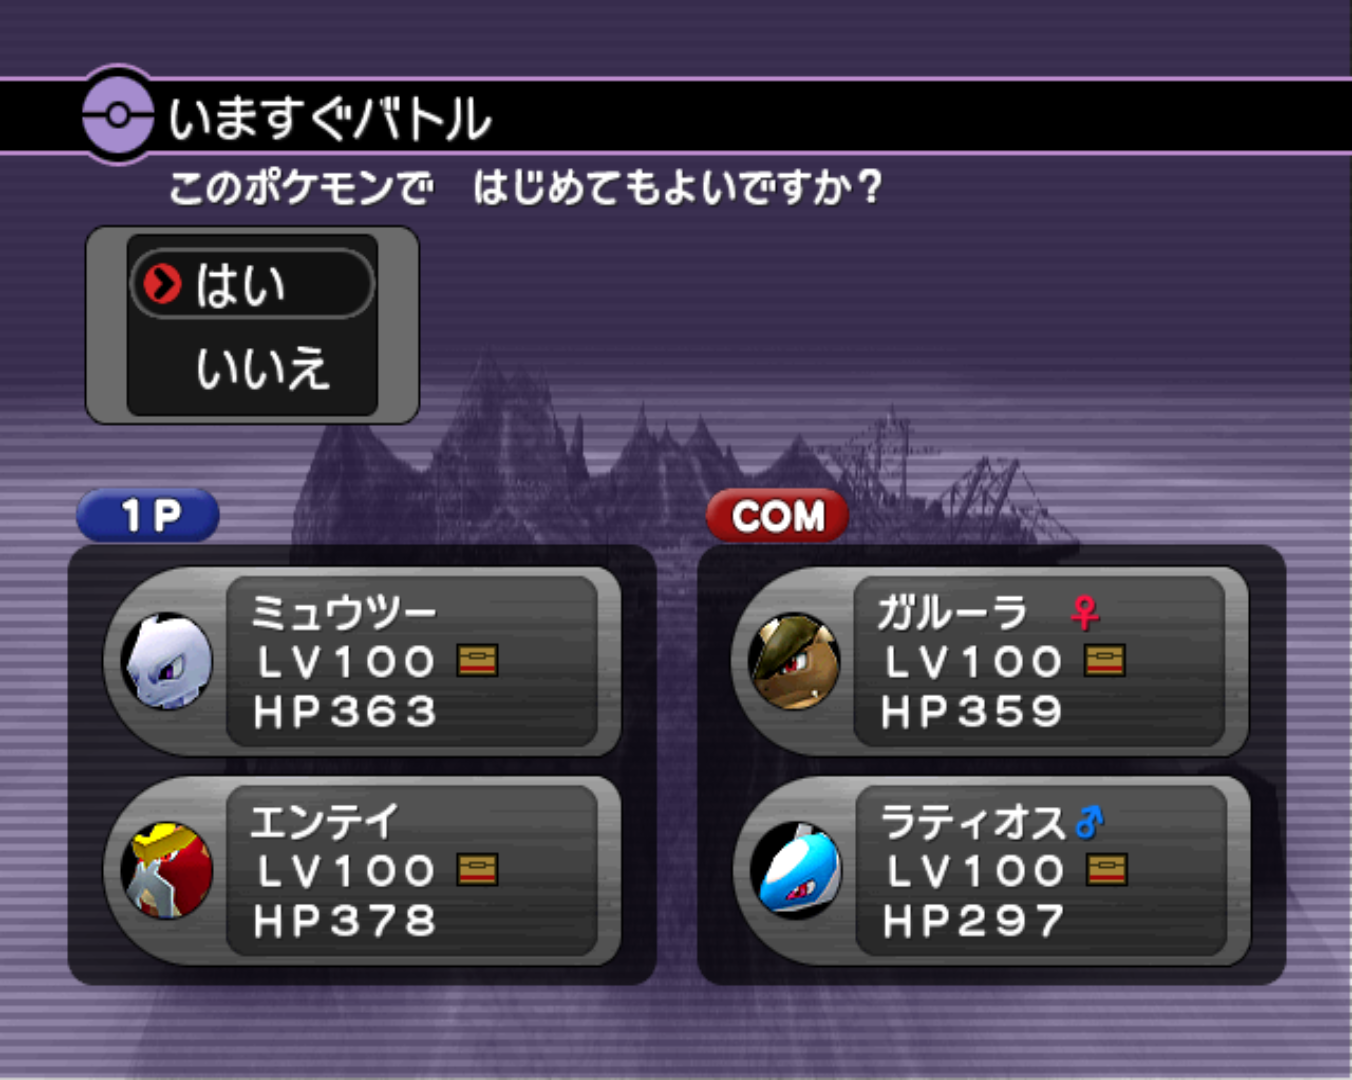 いますぐバトル
このポケモンで　はじめてもよいですか？
はい
いいえ
1P
ミュウツー
LV100
HP363
エンテイ
LV100
HP378
COM
ガルーラ ♀
LV100
HP359
ラティオス♂
LV100
HP297